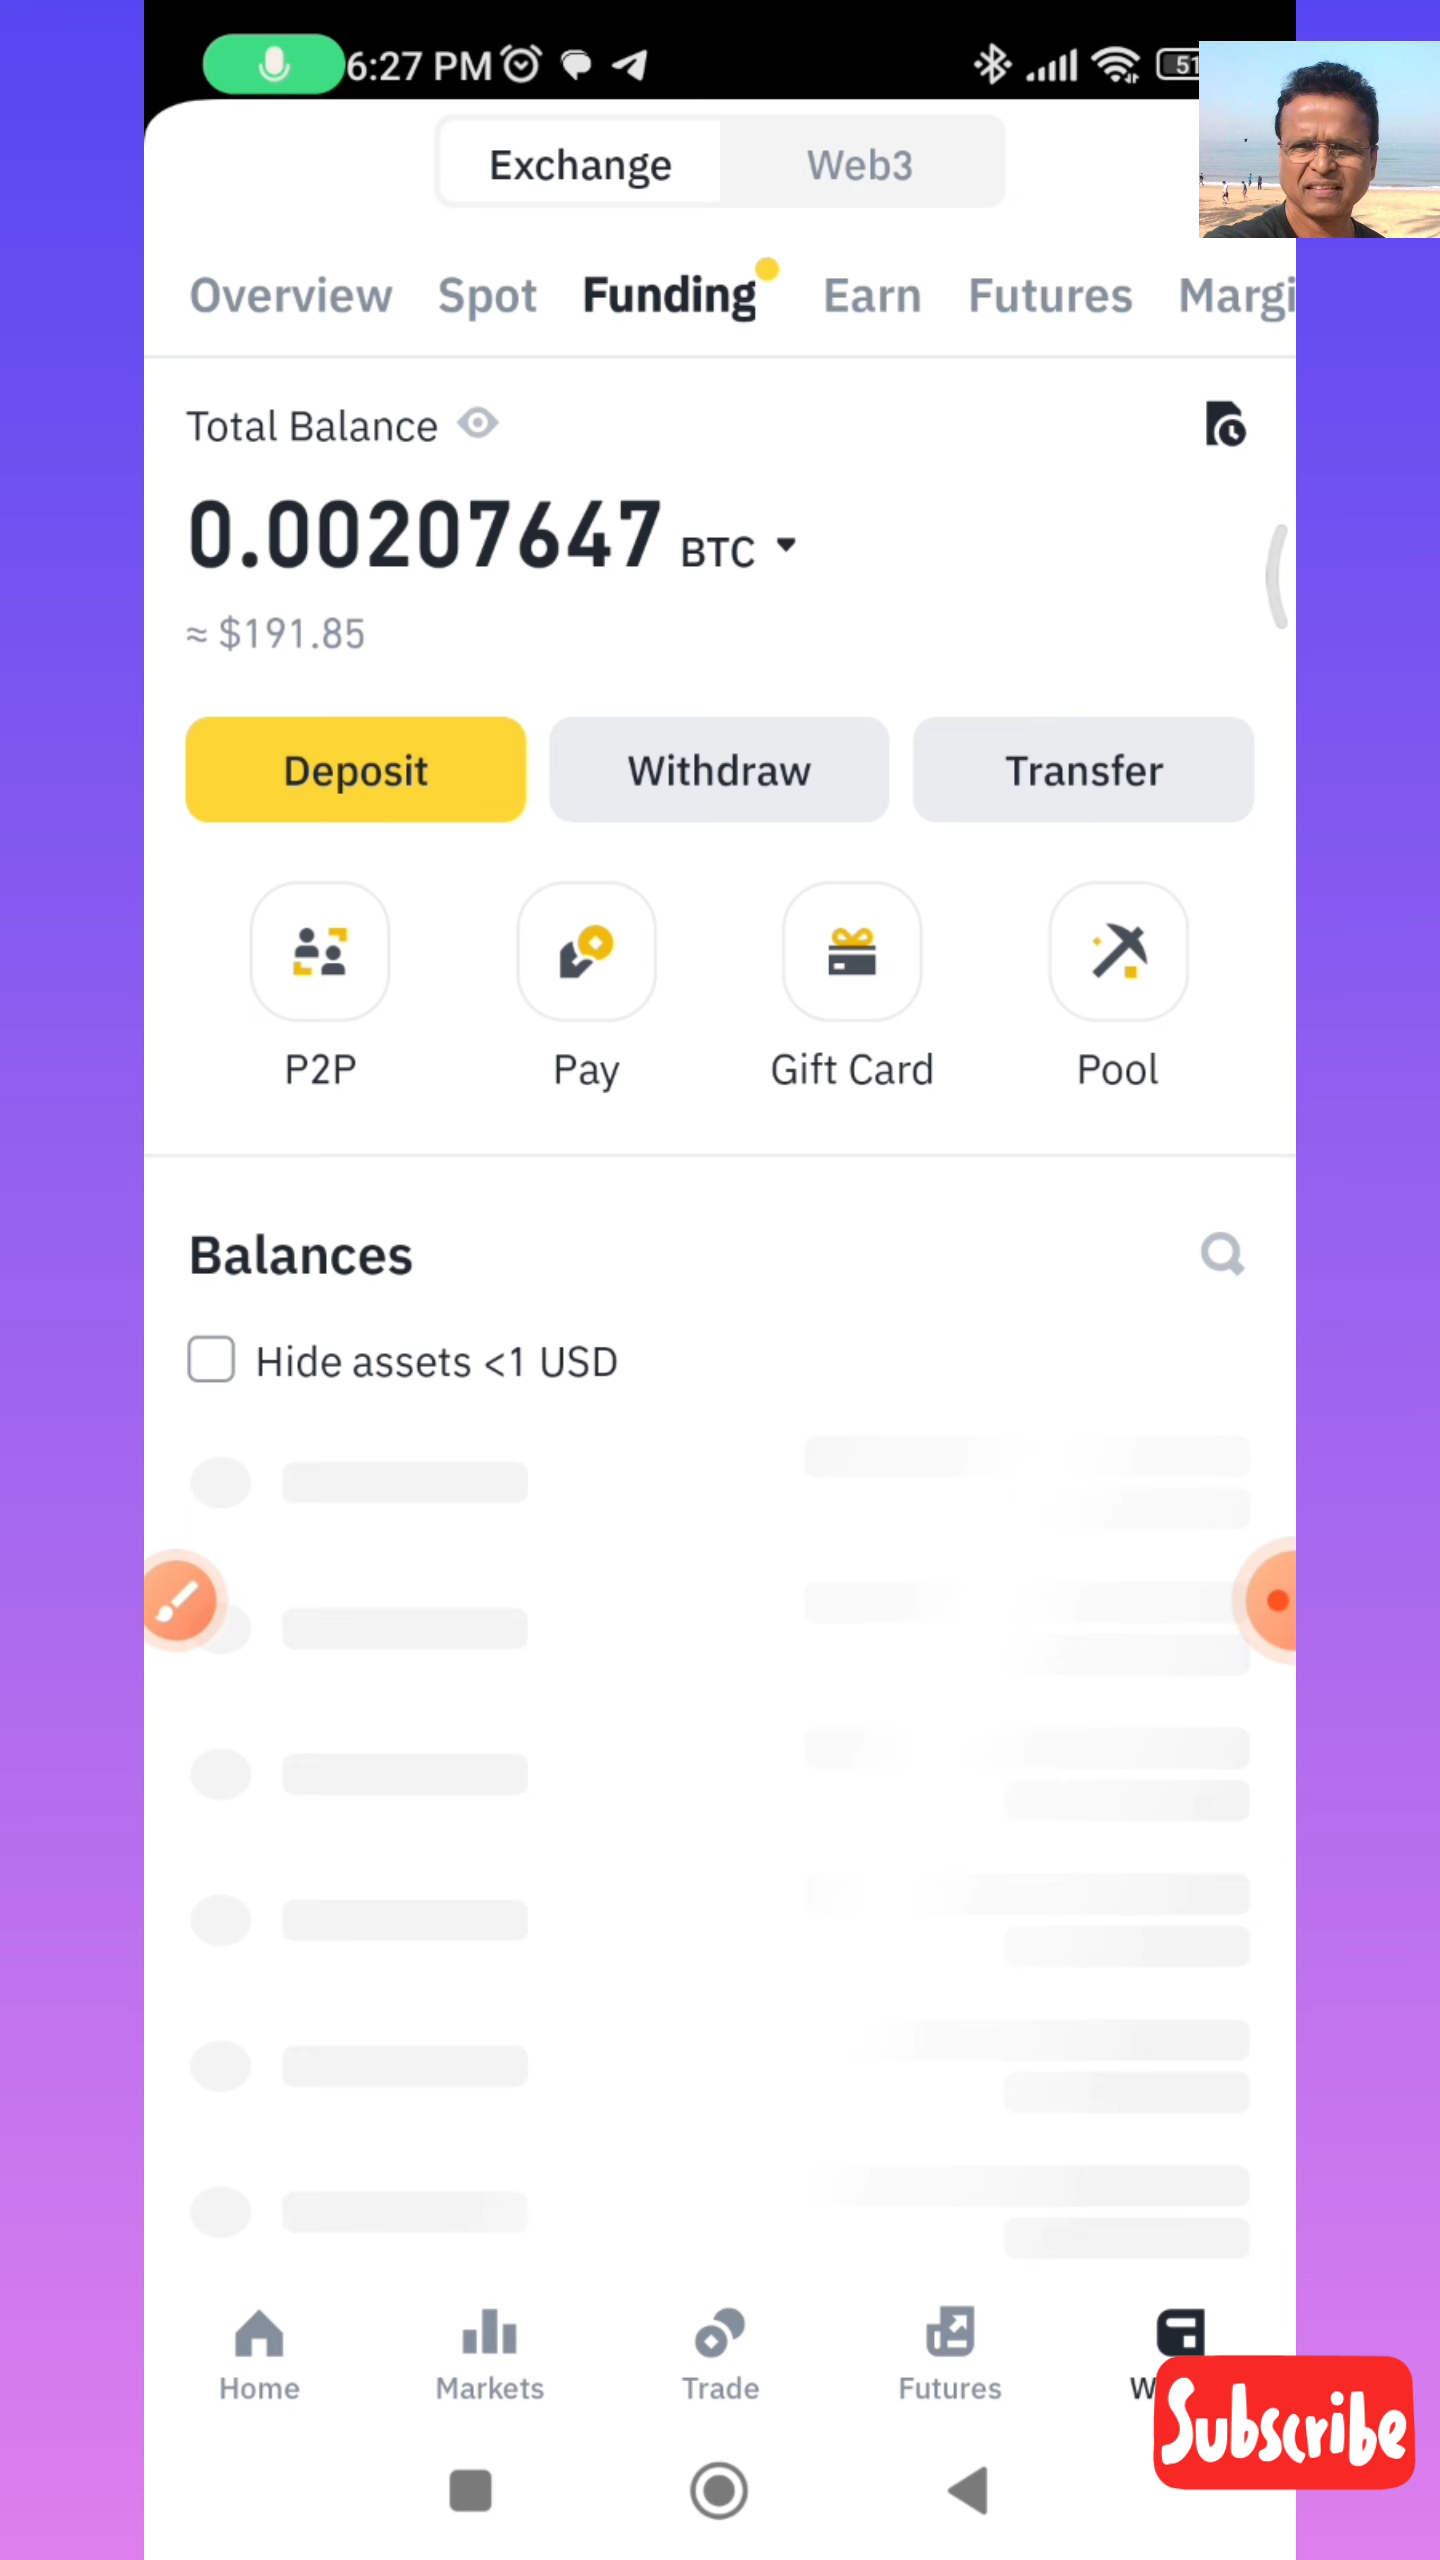 6:27 PM 51
Exchange Web3
Overview Spot Funding Earn Futures Margi
Total Balance
0.00207647 BTC
≈ $191.85
Deposit Withdraw Transfer
P2P Pay Gift Card Pool
Balances
Hide assets <1 USD
Home Markets Trade Futures W
Subscribe